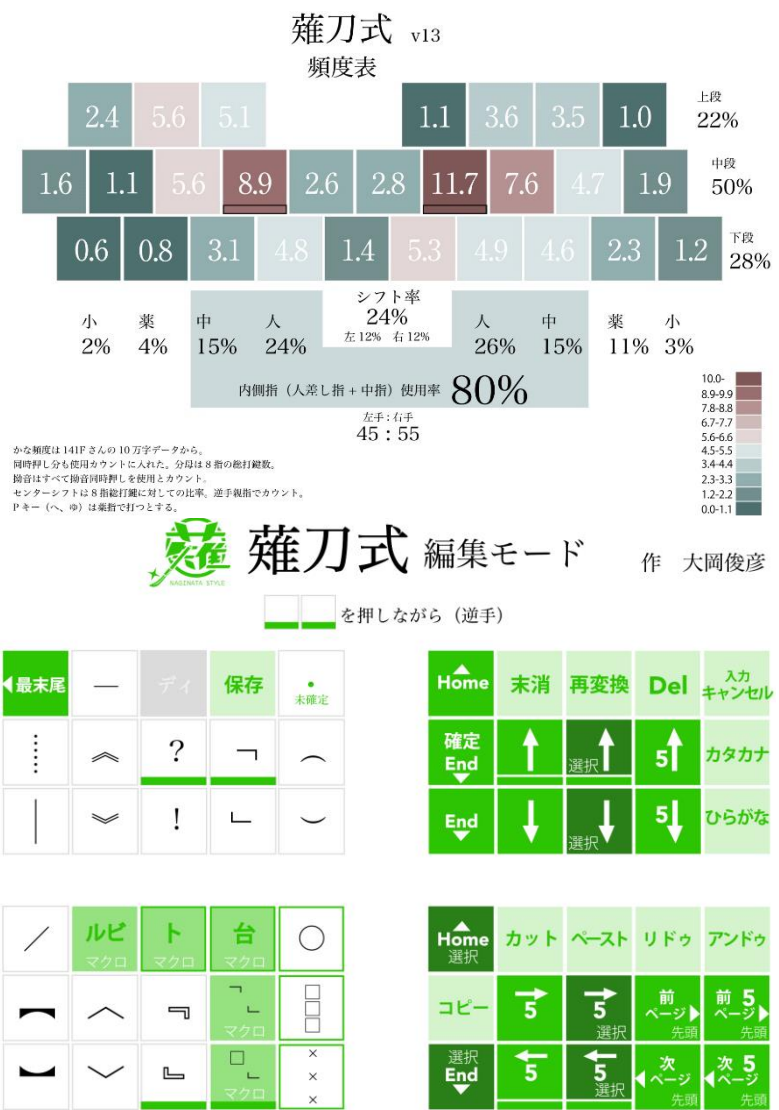 薙刀式 v13
頻度表
2.4 5.6 5.1 1.1 3.6 3.5 1.0 上段 22%
1.6 1.1 5.6 8.9 2.6 2.8 11.7 7.6 4.7 1.9 中段 50%
0.6 0.8 3.1 4.8 1.4 5.3 4.9 4.6 2.3 1.2 下段 28%
シフト率
24%
左12% 右12%
小 薬 中 人 人 中 薬 小
2% 4% 15% 24% 26% 15% 11% 3%
内側指（人差し指+中指）使用率 80%
左手：右手
45：55
10.0-
8.9-9.9
7.8-8.8
6.7-7.7
5.6-6.6
4.5-5.5
3.4-4.4
2.3-3.3
1.2-2.2
0.0-1.1
かな頻度は141Fさんの10万字データから。
同時押し分も使用カウントに入れた。分母は8指の総打鍵数。
拗音はすべて拗音同時押しを使用とカウント。
センターシフトは8指総打鍵に対しての比率。逆手親指でカウント。
Pキー（へ、ゆ）は薬指で打つとする。
薙
NAGINATA STYLE
薙刀式 編集モード 作 大岡俊彦
を押しながら（逆手）
最末尾 ― ディ 保存 ・未確定
Home 末消 再変換 Del 入力キャンセル
…… ︽ ? ﹁ ︵
確定 End ↑ 選択↑ 5↑ カタカナ
｜ ︾ ! ﹂ ︶
End ↓ 選択↓ 5↓ ひらがな
／ ルビ マクロ ト マクロ 台 マクロ ○
Home 選択 カット ペースト リドゥ アンドゥ
︻ ︿ ﹃ ﹁﹂ マクロ □□□
コピー →5 →5 選択 前ページ 先頭 前5ページ 先頭
︼ ﹀ ﹄ □﹂ マクロ ×××
選択 End ←5 ←5 選択 次ページ 先頭 次5ページ 先頭